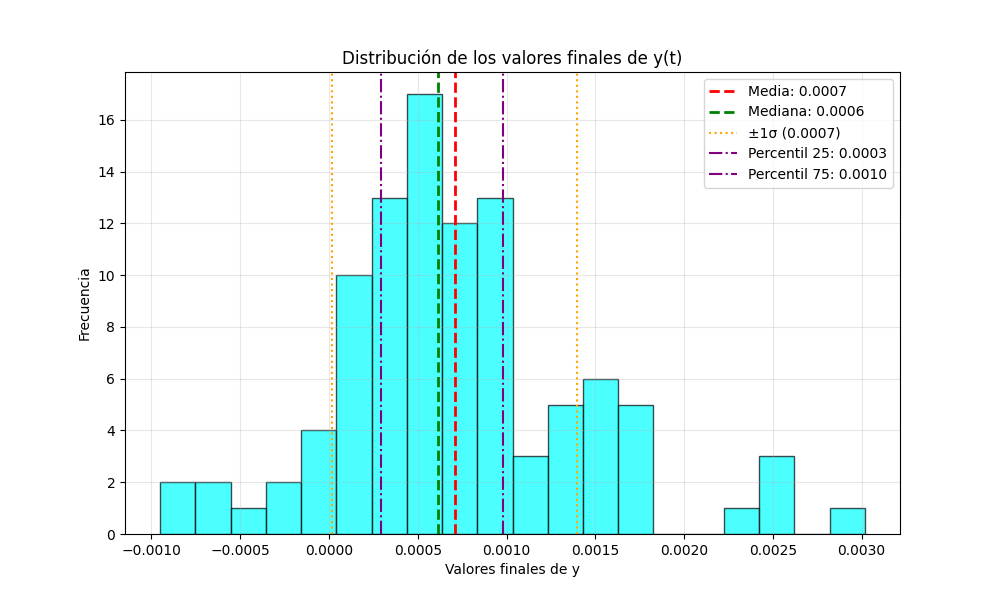 Distribución de los valores finales de y(t)
Media: 0.0007
Mediana: 0.0006
±1σ (0.0007)
Percentil 25: 0.0003
Percentil 75: 0.0010
Frecuencia
16
14
12
10
8
6
4
2
0
−0.0010 −0.0005 0.0000 0.0005 0.0010 0.0015 0.0020 0.0025 0.0030
Valores finales de y